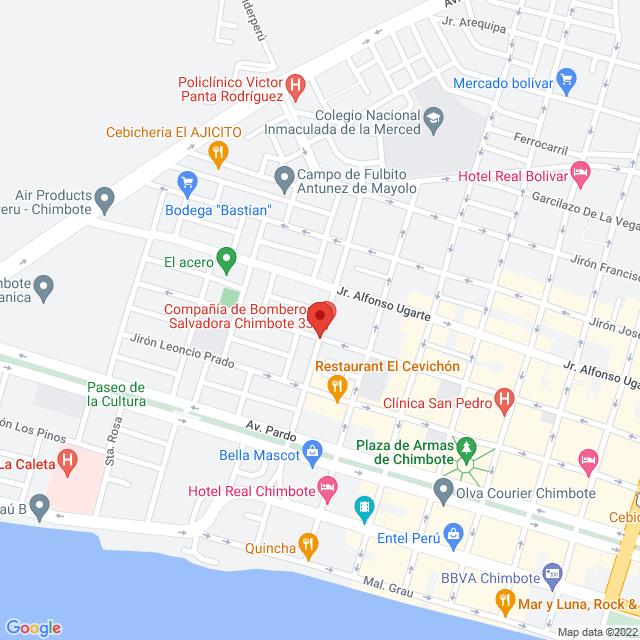 Av.
Jr. Arequipa
nderperú
Policlínico Victor
Panta Rodríguez
Mercado bolivar
Colegio Nacional
Inmaculada de la Merced
Cebicheria El AJICITO
Ferrocarril
Campo de Fulbito
Antunez de Mayolo
Hotel Real Bolivar
Air Products
Peru - Chimbote
Bodega "Bastian"
Garcilazo De La Vega
El acero
Jirón Francisc
mbote
anica
Jr. Alfonso Ugarte
Compañía de Bombero
Salvadora Chimbote 33
Jirón José
Jirón Leoncio Prado
Jr. Alfonso Uga
Restaurant El Cevichón
Paseo de
la Cultura
Clínica San Pedro
Sta. Rosa
Av. Pardo
ón Los Pinos
Plaza de Armas
de Chimbote
La Caleta
Bella Mascot
Hotel Real Chimbote
Olva Courier Chimbote
aú B
Cebic
Quincha
Entel Perú
Mal. Grau
BBVA Chimbote
Mar y Luna, Rock &
Google
Map data ©2022